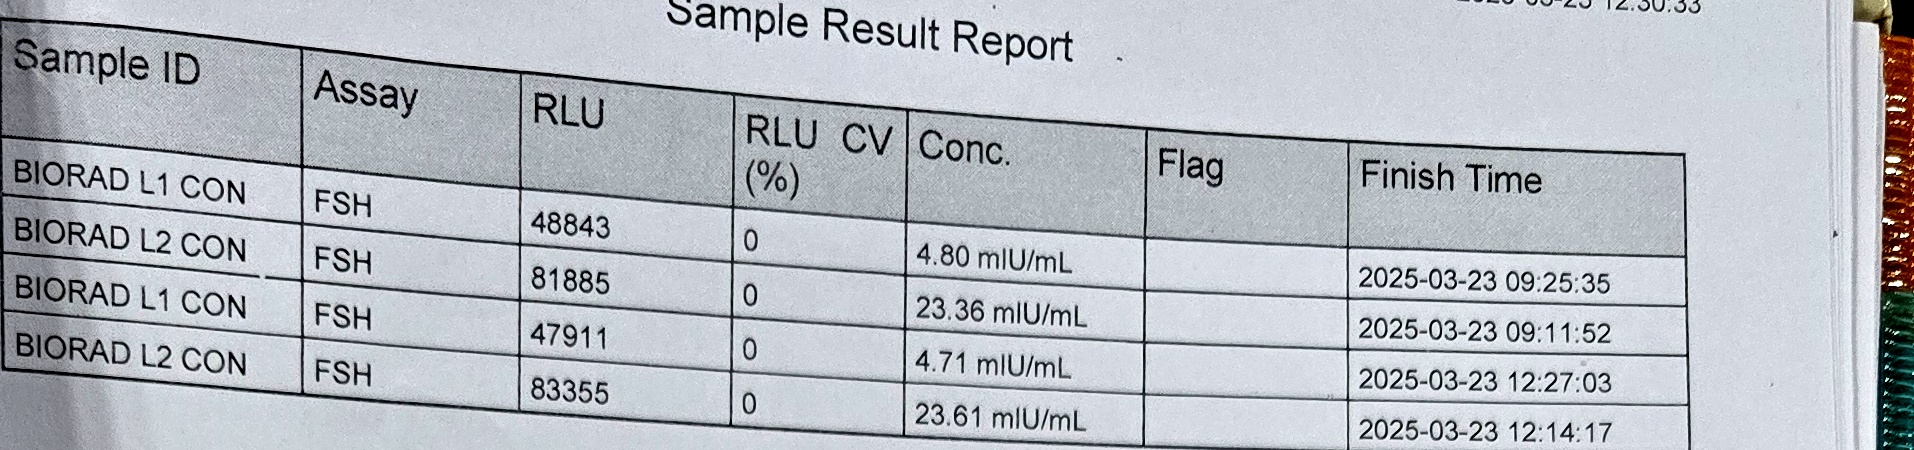 12:30:33
Sample Result Report
Sample ID Assay RLU RLU CV (%) Conc. Flag Finish Time
BIORAD L1 CON FSH 48843 0 4.80 mIU/mL 2025-03-23 09:25:35
BIORAD L2 CON FSH 81885 0 23.36 mIU/mL 2025-03-23 09:11:52
BIORAD L1 CON FSH 47911 0 4.71 mIU/mL 2025-03-23 12:27:03
BIORAD L2 CON FSH 83355 0 23.61 mIU/mL 2025-03-23 12:14:17